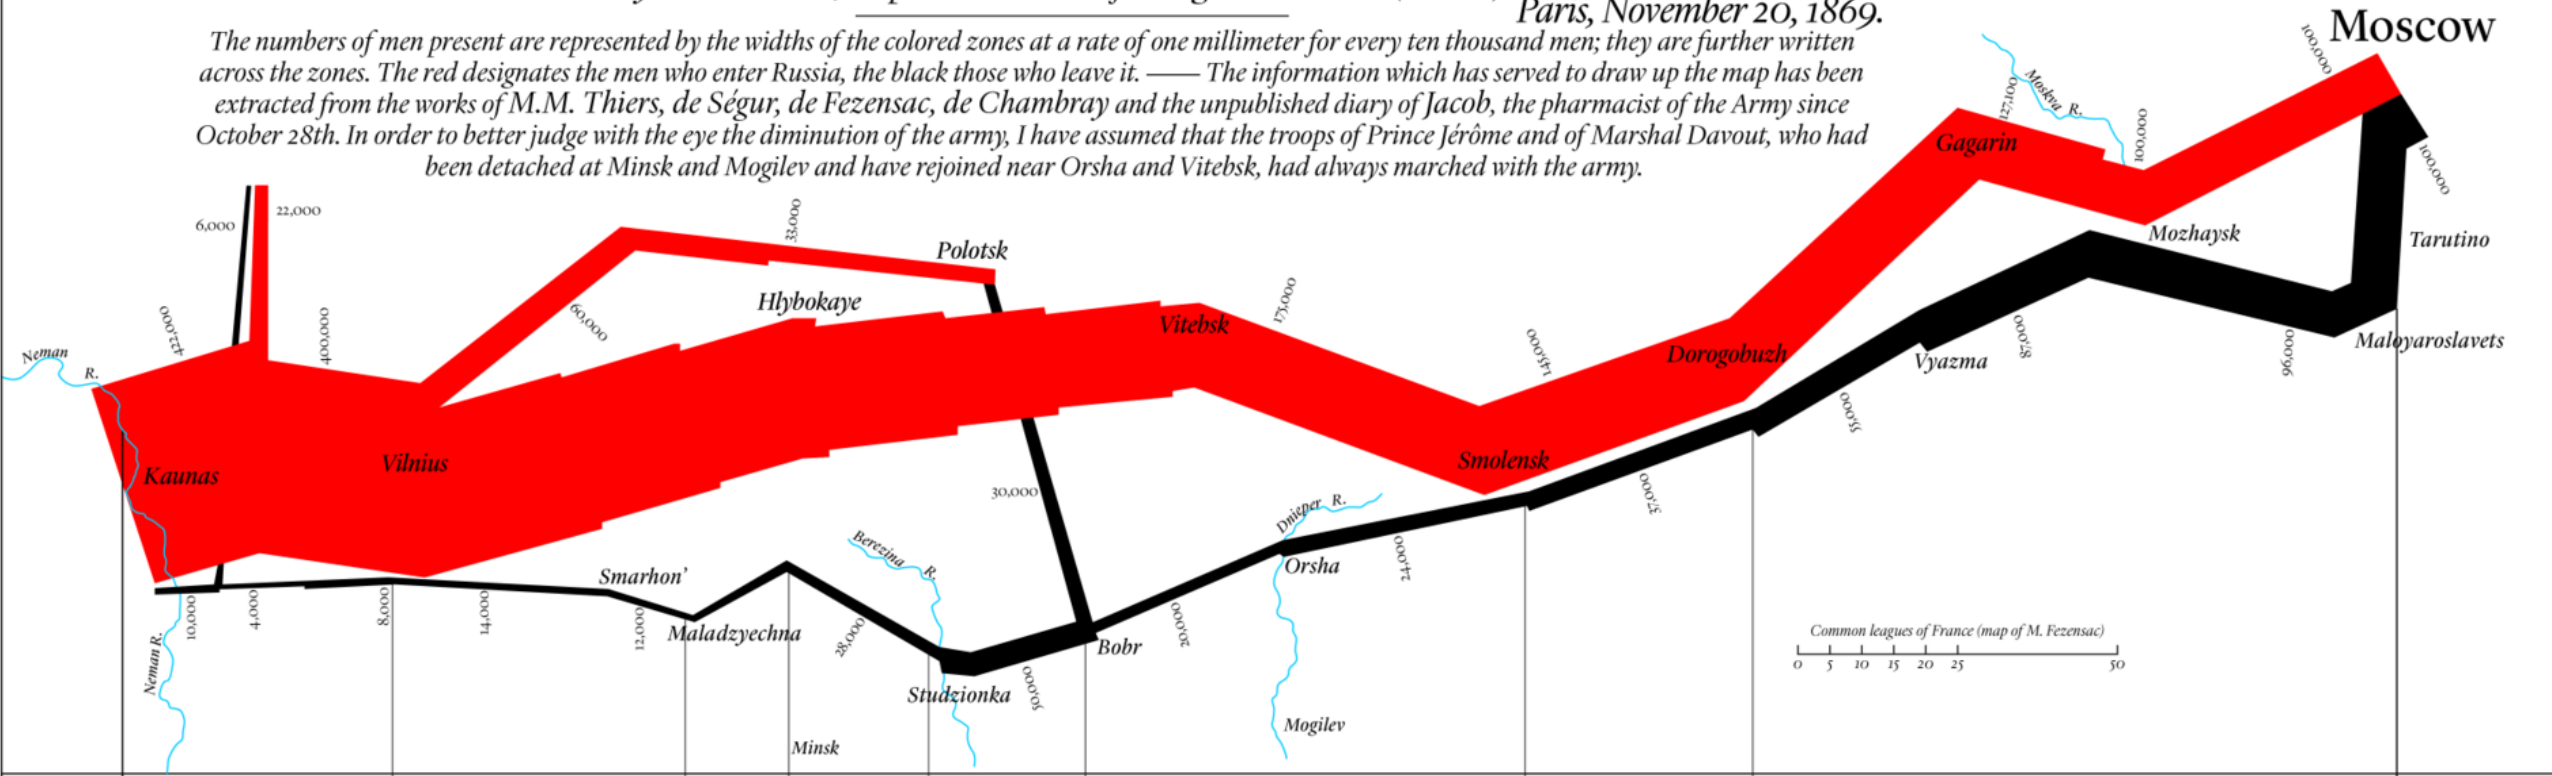 Paris, November 20, 1869.
Moscow
The numbers of men present are represented by the widths of the colored zones at a rate of one millimeter for every ten thousand men; they are further written
across the zones. The red designates the men who enter Russia, the black those who leave it. —— The information which has served to draw up the map has been
extracted from the works of M.M. Thiers, de Ségur, de Fezensac, de Chambray and the unpublished diary of Jacob, the pharmacist of the Army since
October 28th. In order to better judge with the eye the diminution of the army, I have assumed that the troops of Prince Jérôme and of Marshal Davout, who had
been detached at Minsk and Mogilev and have rejoined near Orsha and Vitebsk, had always marched with the army.
100,000
Moskva R.
127,100
100,000
Gagarin
100,000
6,000
22,000
33,000
Polotsk
Mozhaysk
Tarutino
422,000
400,000
60,000
Hlybokaye
Vitebsk
175,000
145,000
Dorogobuzh
Vyazma
87,000
96,000
Maloyaroslavets
Neman
R.
55,000
Kaunas
Vilnius
Smolensk
30,000
37,000
Dnieper R.
Berezina
R.
Orsha
24,000
Smarhon’
10,000
4,000
8,000
14,000
12,000
Maladzyechna
28,000
Bobr
20,000
Neman R.
Studzionka
50,000
Common leagues of France (map of M. Fezensac)
0 5 10 15 20 25 50
Mogilev
Minsk